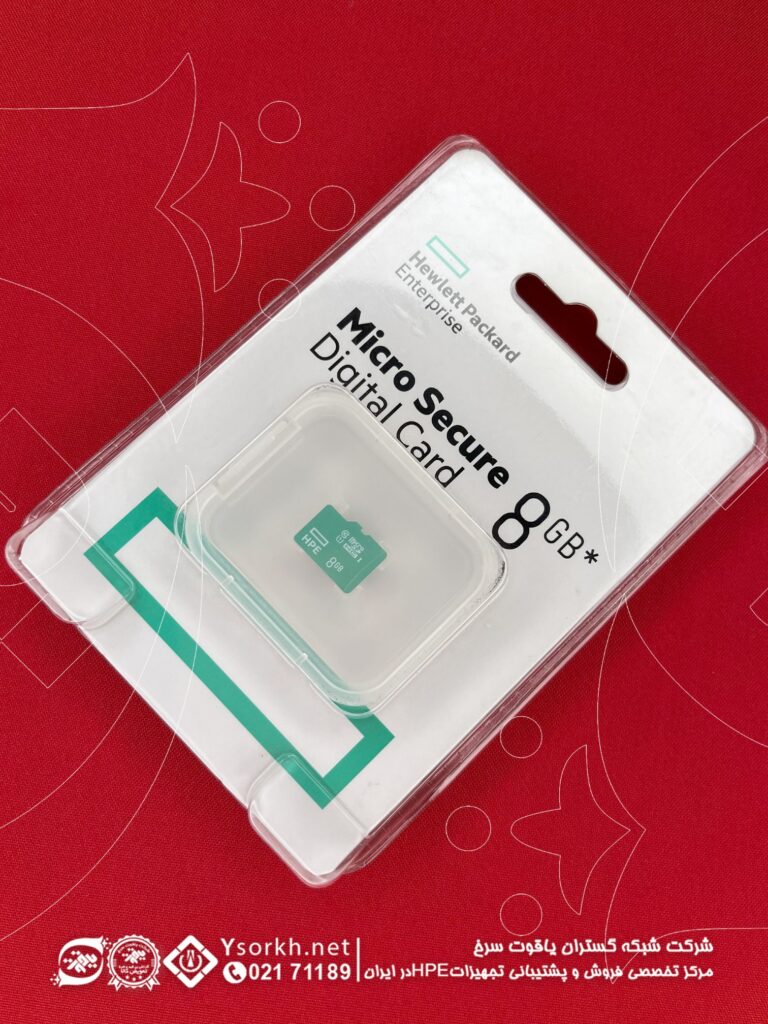 Hewlett Packard
Enterprise
Micro Secure
Digital Card
8GB*
HPE
8GB
شرکت شبکه گستران یاقوت سرخ
مرکز تخصصی فروش و پشتیبانی تجهیزات HPE در ایران
Ysorkh.net
021 71189